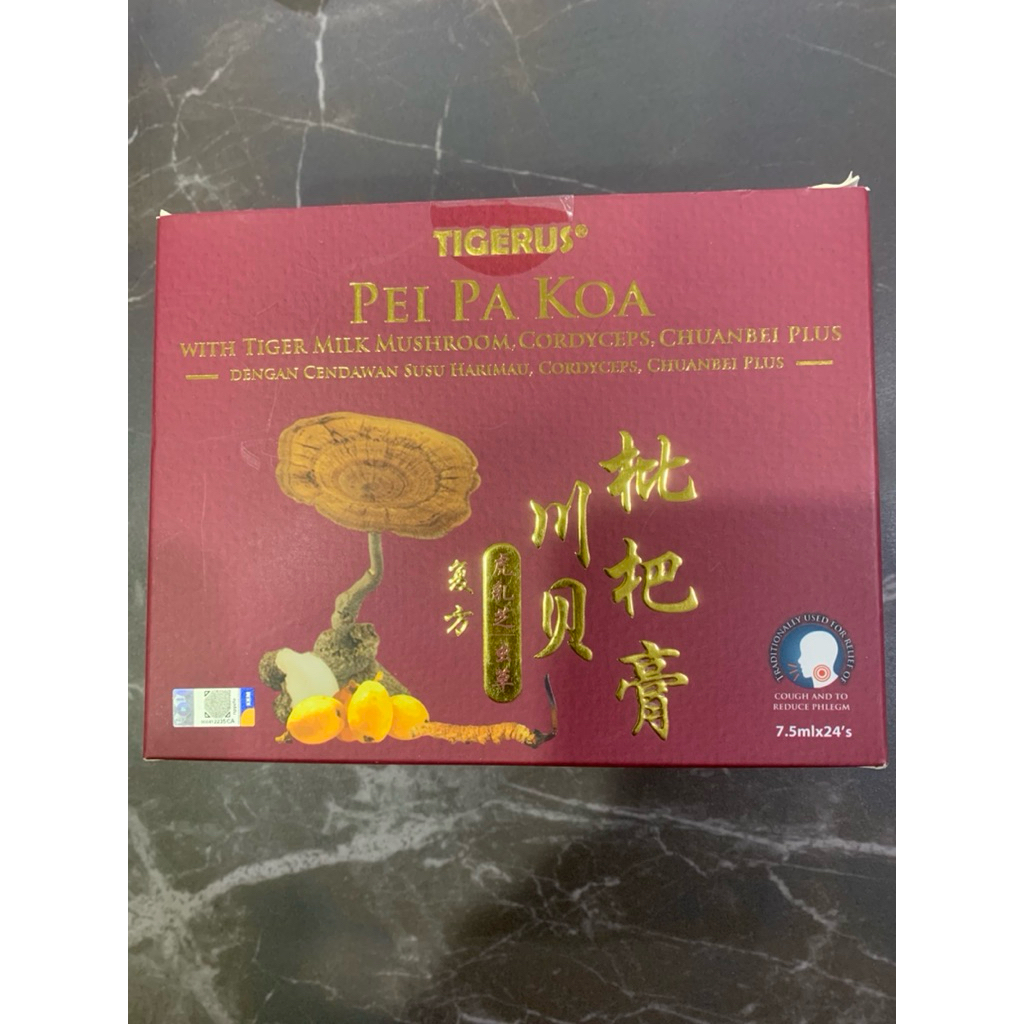 TIGERUS®
PEI PA KOA
WITH TIGER MILK MUSHROOM, CORDYCEPS, CHUANBEI PLUS
DENGAN CENDAWAN SUSU HARIMAU, CORDYCEPS, CHUANBEI PLUS
枇杷膏
川贝
虎乳芝 虫草
复方
TRADITIONALLY USED FOR RELIEF OF
COUGH AND TO
REDUCE PHLEGM
7.5mlx24's